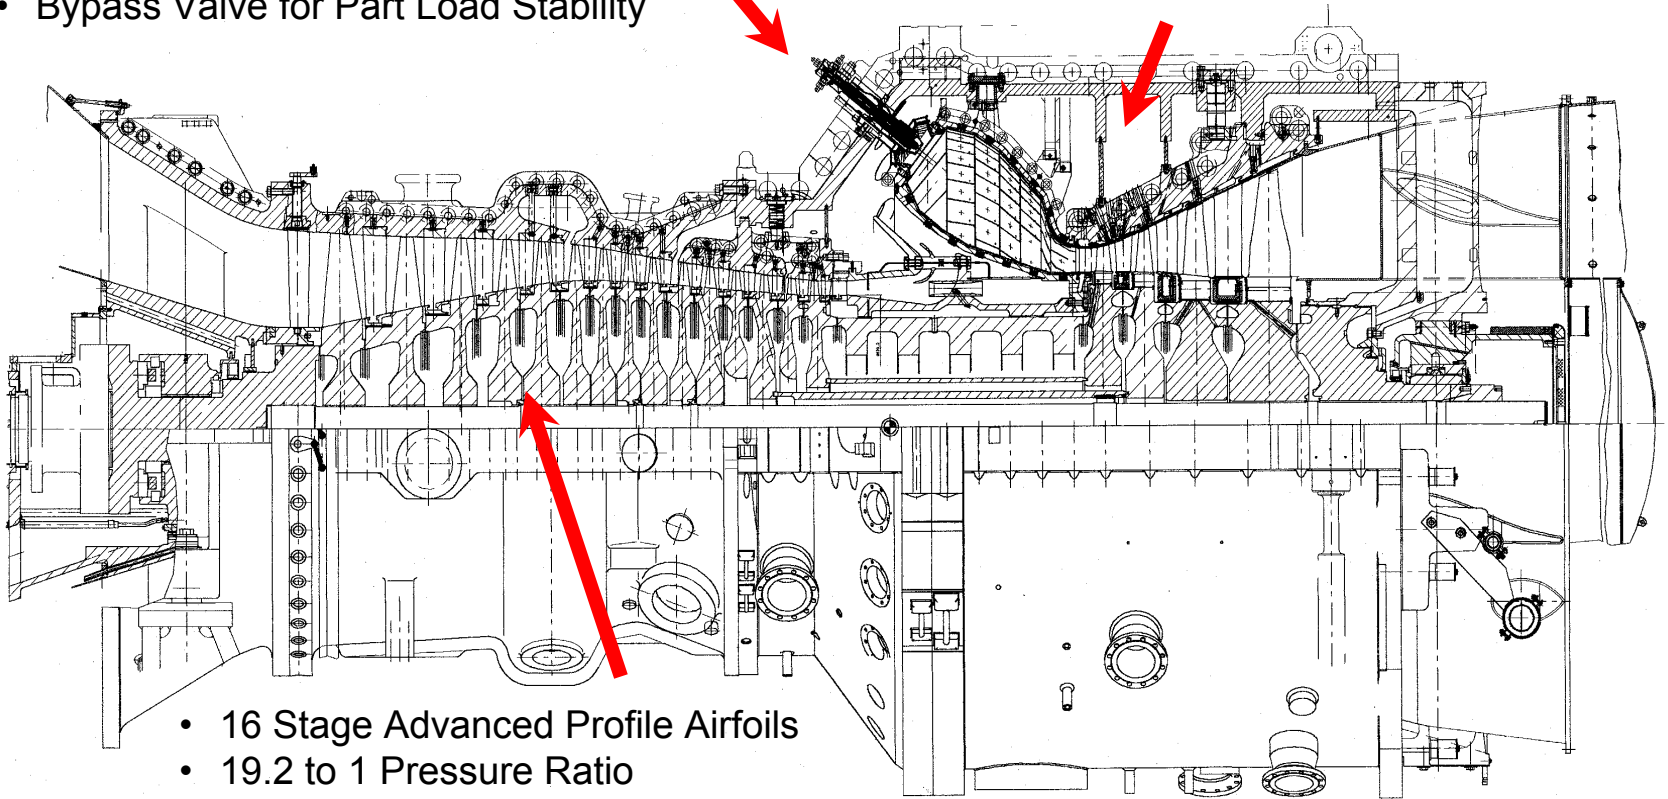 • Bypass Valve for Part Load Stability
• 16 Stage Advanced Profile Airfoils
• 19.2 to 1 Pressure Ratio